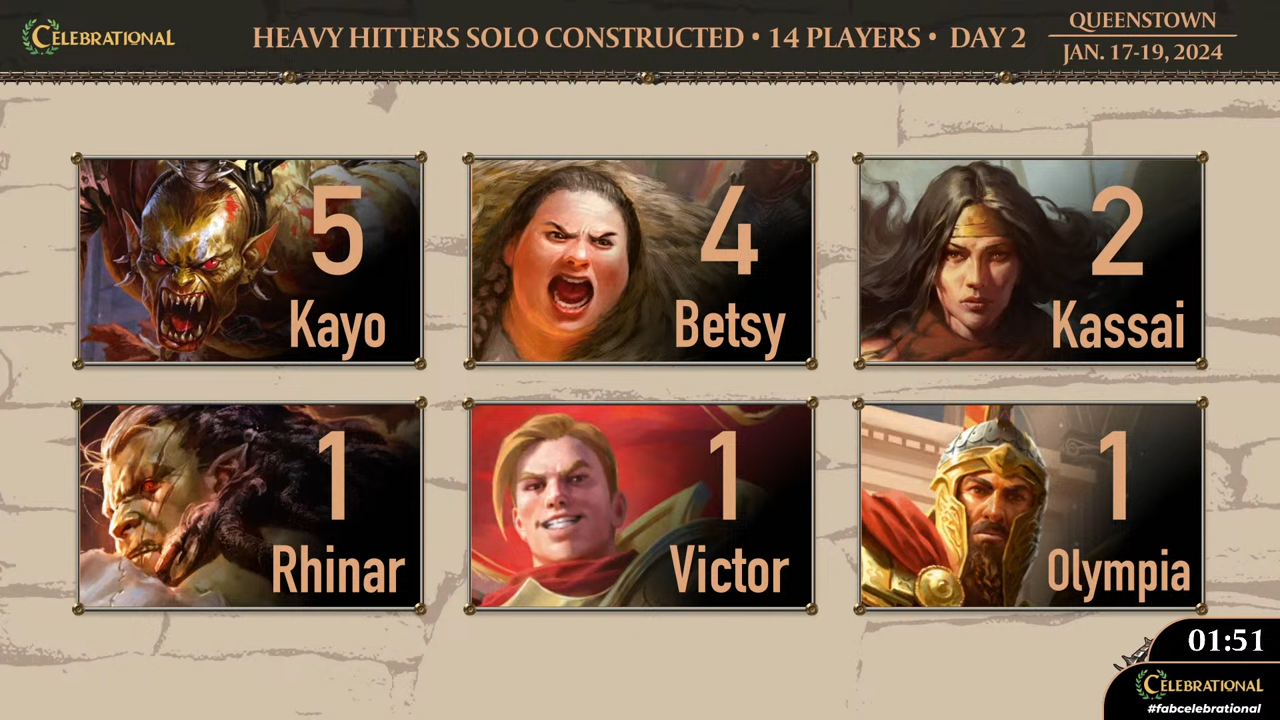 CELEBRATIONAL
HEAVY HITTERS SOLO CONSTRUCTED • 14 PLAYERS • DAY 2
QUEENSTOWN
JAN. 17-19, 2024
5
Kayo
4
Betsy
2
Kassai
1
Rhinar
1
Victor
1
Olympia
01:51
CELEBRATIONAL
#fabcelebrational